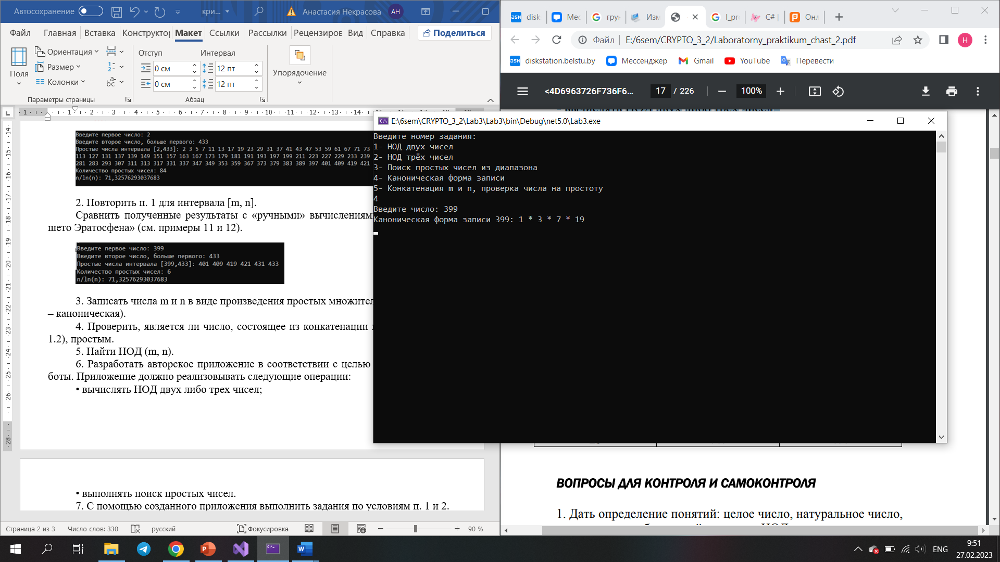 Автосохранение
кри...
Анастасия Некрасова
АН
Файл Главная Вставка Конструктор Макет Ссылки Рассылки Рецензиров Вид Справка
Поделиться
Поля
Ориентация
Размер
Колонки
Параметры страницы
Отступ
Интервал
0 см
12 пт
0 см
12 пт
Абзац
Упорядочение
Введите первое число: 2
Введите второе число, больше первого: 433
Простые числа интервала [2,433]: 2 3 5 7 11 13 17 19 23 29 31 37 41 43 47 53 59 61 67 71 73
113 127 131 137 139 149 151 157 163 167 173 179 181 191 193 197 199 211 223 227 229 233 239
281 283 293 307 311 313 317 331 337 347 349 353 359 367 373 379 383 389 397 401 409 419 421
Количество простых чисел: 84
n/ln(n): 71,32576293037683
2. Повторить п. 1 для интервала [m, n].
Сравнить полученные результаты с «ручными» вычислениям
шето Эратосфена» (см. примеры 11 и 12).
Введите первое число: 399
Введите второе число, больше первого: 433
Простые числа интервала [399,433]: 401 409 419 421 431 433
Количество простых чисел: 6
n/ln(n): 71,32576293037683
3. Записать числа m и n в виде произведения простых множител
– каноническая).
4. Проверить, является ли число, состоящее из конкатенации
1.2), простым.
5. Найти НОД (m, n).
6. Разработать авторское приложение в соответствии с целью
боты. Приложение должно реализовывать следующие операции:
• вычислять НОД двух либо трех чисел;
• выполнять поиск простых чисел.
7. С помощью созданного приложения выполнить задания по условиям п. 1 и 2.
Страница 2 из 3
Число слов: 330
русский
Фокусировка
90 %
disk
Мес
гру
Изм
I_pr
C# |
Онл
Файл
E:/6sem/CRYPTO_3_2/Laboratorny_praktikum_chast_2.pdf
Н
diskstation.belstu.by
Мессенджер
Gmail
YouTube
Перевести
<4D6963726F736F6...
17 / 226
100%
E:\6sem\CRYPTO_3_2\Lab3\Lab3\bin\Debug\net5.0\Lab3.exe
Введите номер задания:
1- НОД двух чисел
2- НОД трёх чисел
3- Поиск простых чисел из диапазона
4- Каноническая форма записи
5- Конкатенация m и n, проверка числа на простоту
4
Введите число: 399
Каноническая форма записи 399: 1 * 3 * 7 * 19
ВОПРОСЫ ДЛЯ КОНТРОЛЯ И САМОКОНТРОЛЯ
1. Дать определение понятий: целое число, натуральное число,
ENG
9:51
27.02.2023